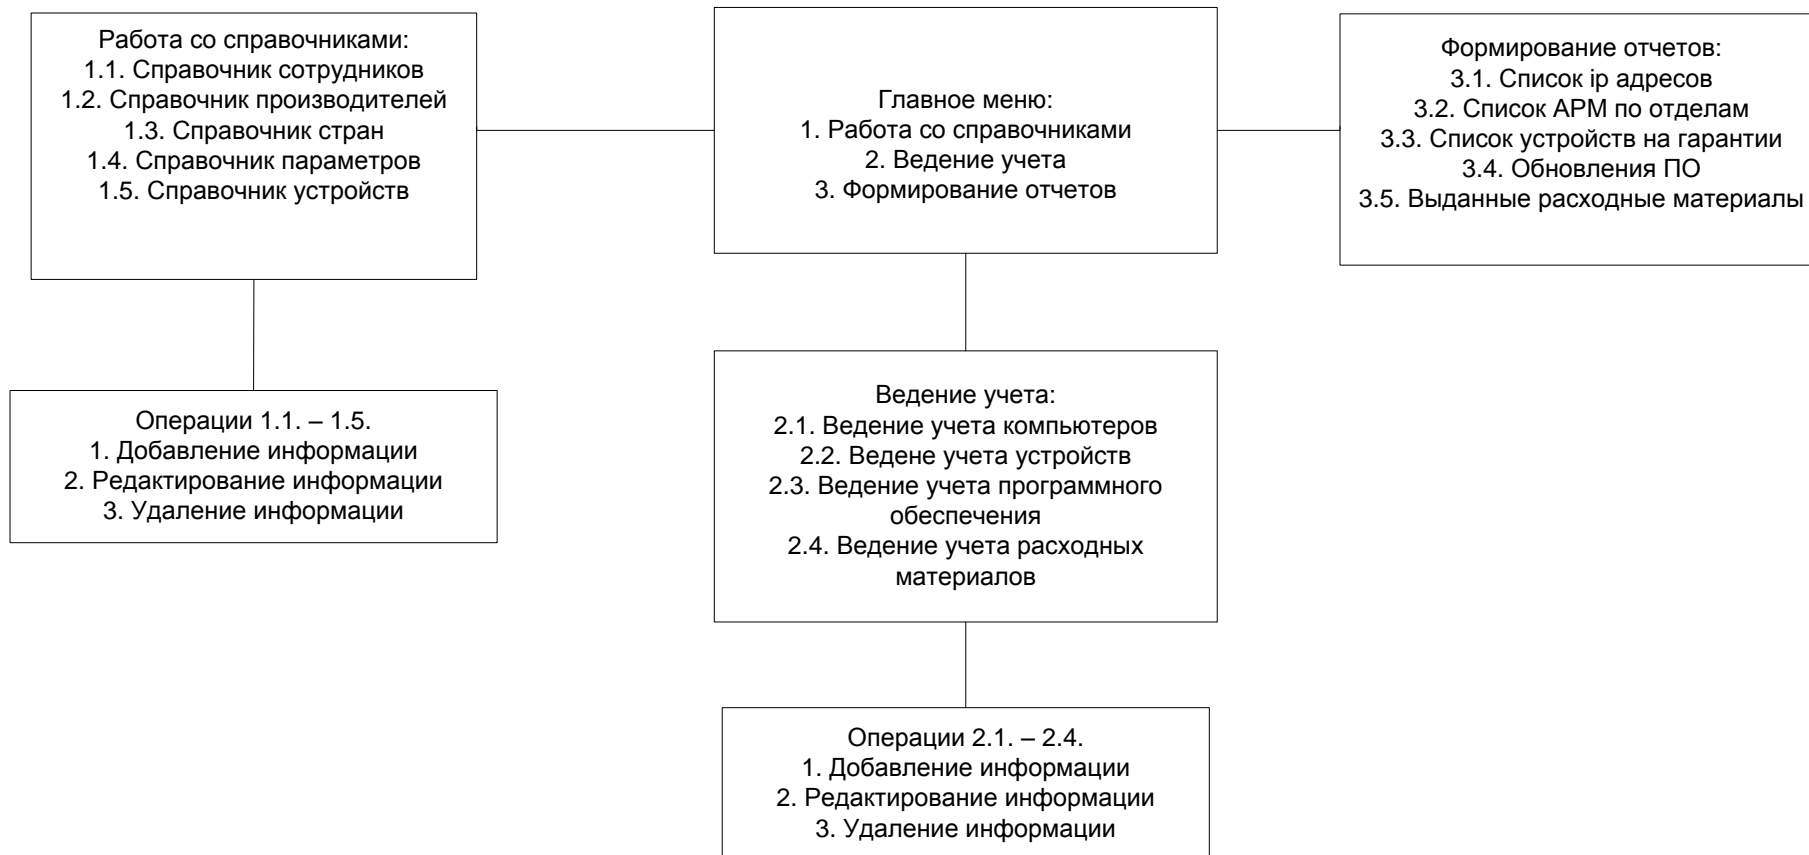 Работа со справочниками:
1.1. Справочник сотрудников
1.2. Справочник производителей
1.3. Справочник стран
1.4. Справочник параметров
1.5. Справочник устройств
Главное меню:
1. Работа со справочниками
2. Ведение учета
3. Формирование отчетов
Формирование отчетов:
3.1. Список ip адресов
3.2. Список АРМ по отделам
3.3. Список устройств на гарантии
3.4. Обновления ПО
3.5. Выданные расходные материалы
Операции 1.1. – 1.5.
1. Добавление информации
2. Редактирование информации
3. Удаление информации
Ведение учета:
2.1. Ведение учета компьютеров
2.2. Ведене учета устройств
2.3. Ведение учета программного
обеспечения
2.4. Ведение учета расходных
материалов
Операции 2.1. – 2.4.
1. Добавление информации
2. Редактирование информации
3. Удаление информации